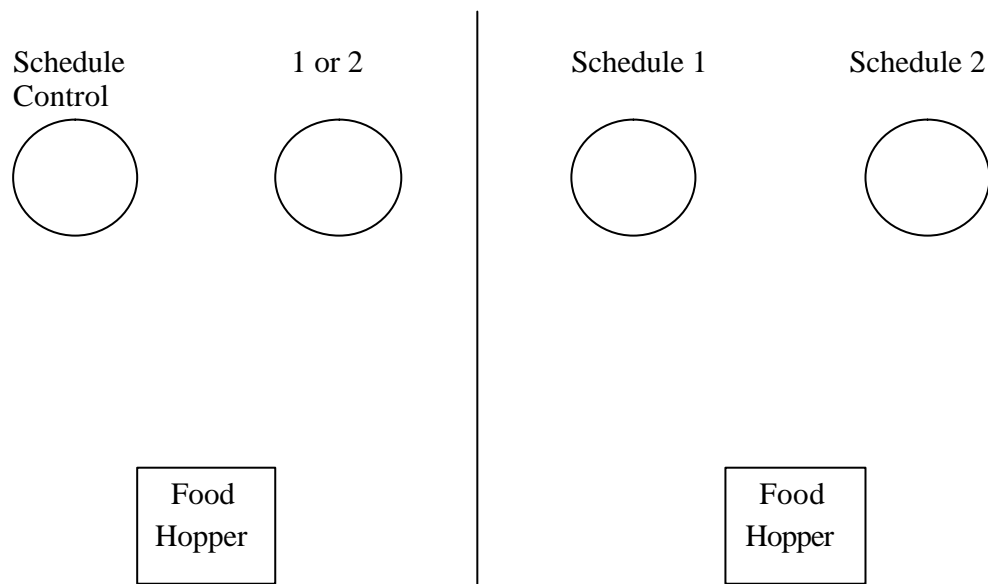 Schedule
Control
1 or 2
Schedule 1
Schedule 2
Food
Hopper
Food
Hopper